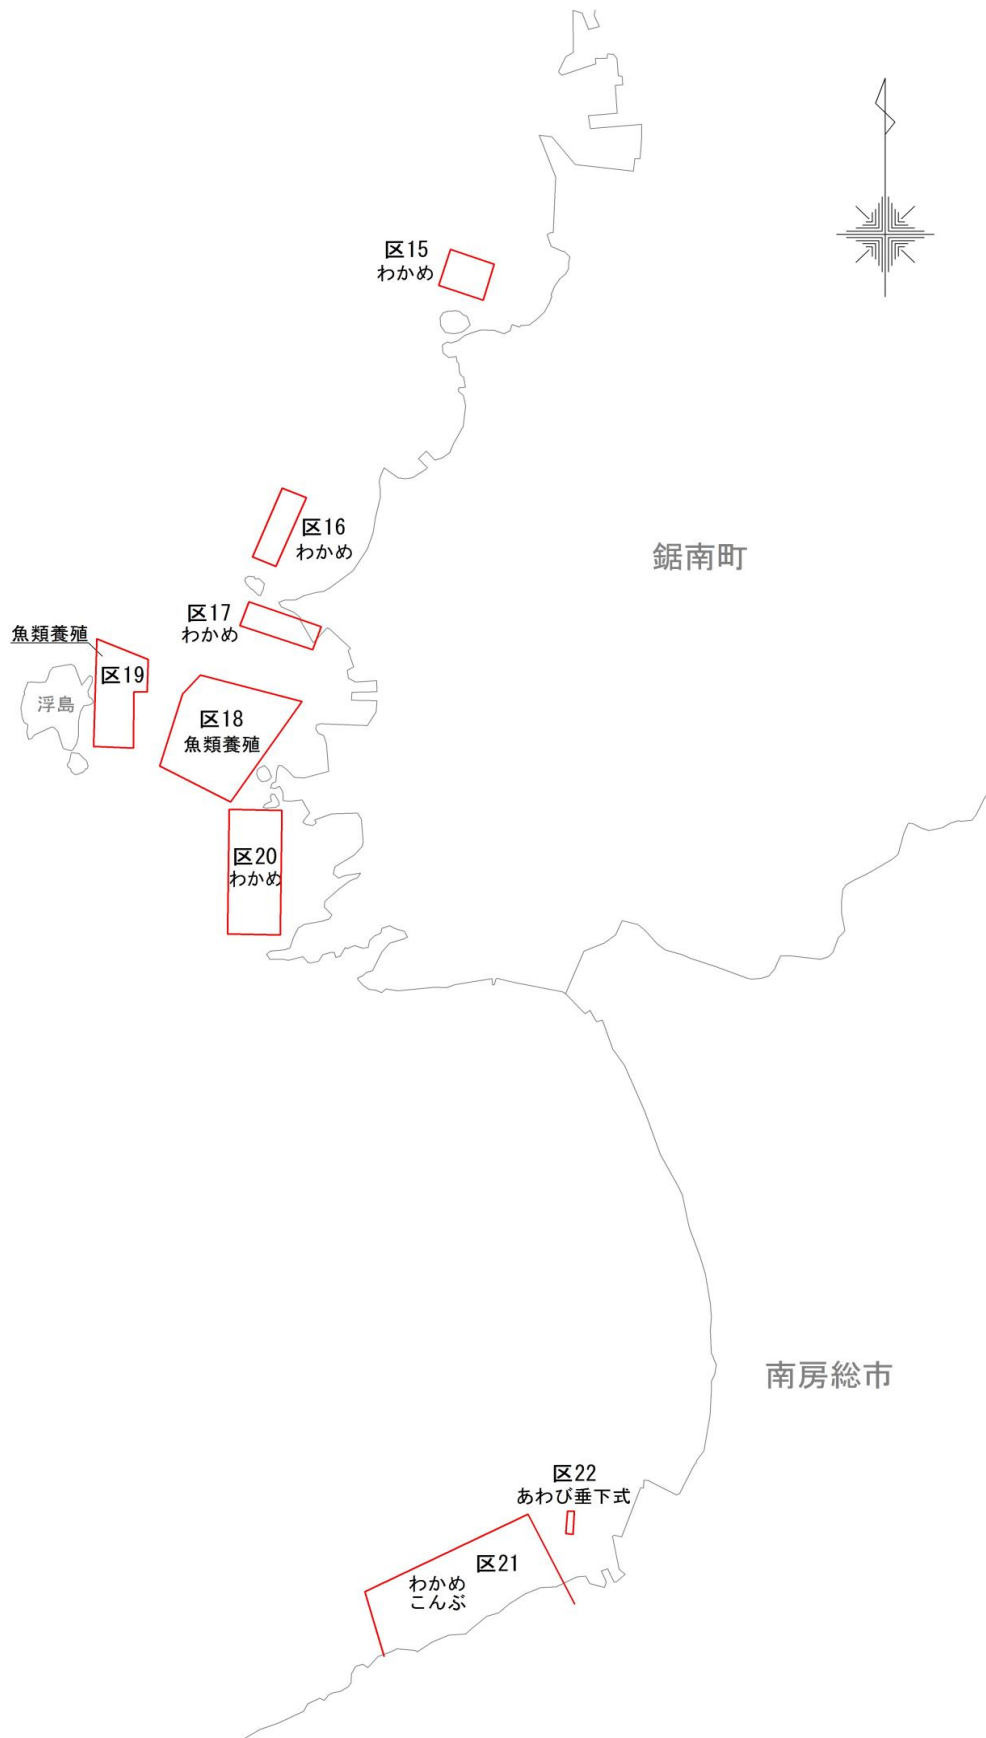 区15
わかめ
区16
わかめ
鋸南町
区17
わかめ
魚類養殖
区19
浮島
区18
魚類養殖
区20
わかめ
南房総市
区22
あわび垂下式
区21
わかめ
こんぶ